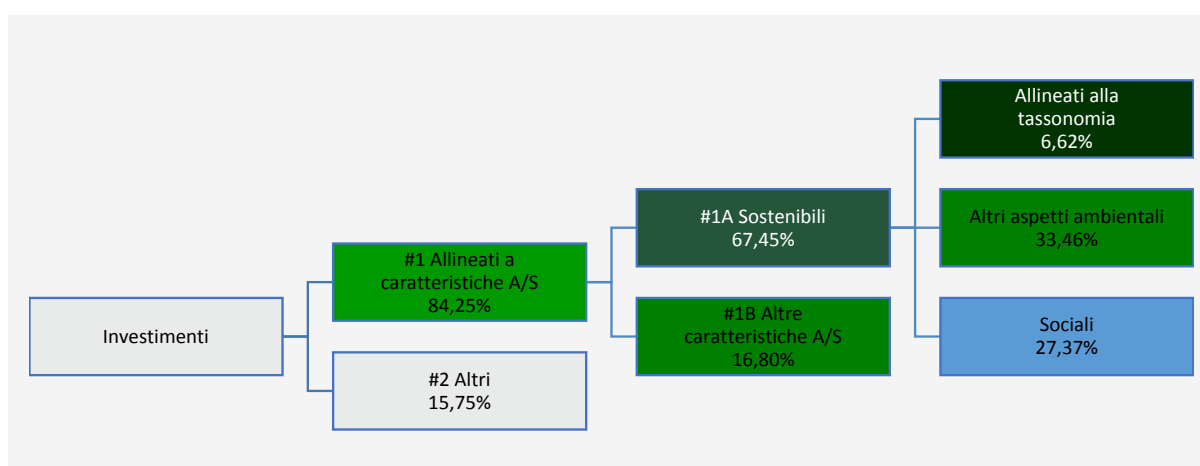 Investimenti
#1 Allineati a
caratteristiche A/S
84,25%
#2 Altri
15,75%
#1A Sostenibili
67,45%
#1B Altre
caratteristiche A/S
16,80%
Allineati alla
tassonomia
6,62%
Altri aspetti ambientali
33,46%
Sociali
27,37%